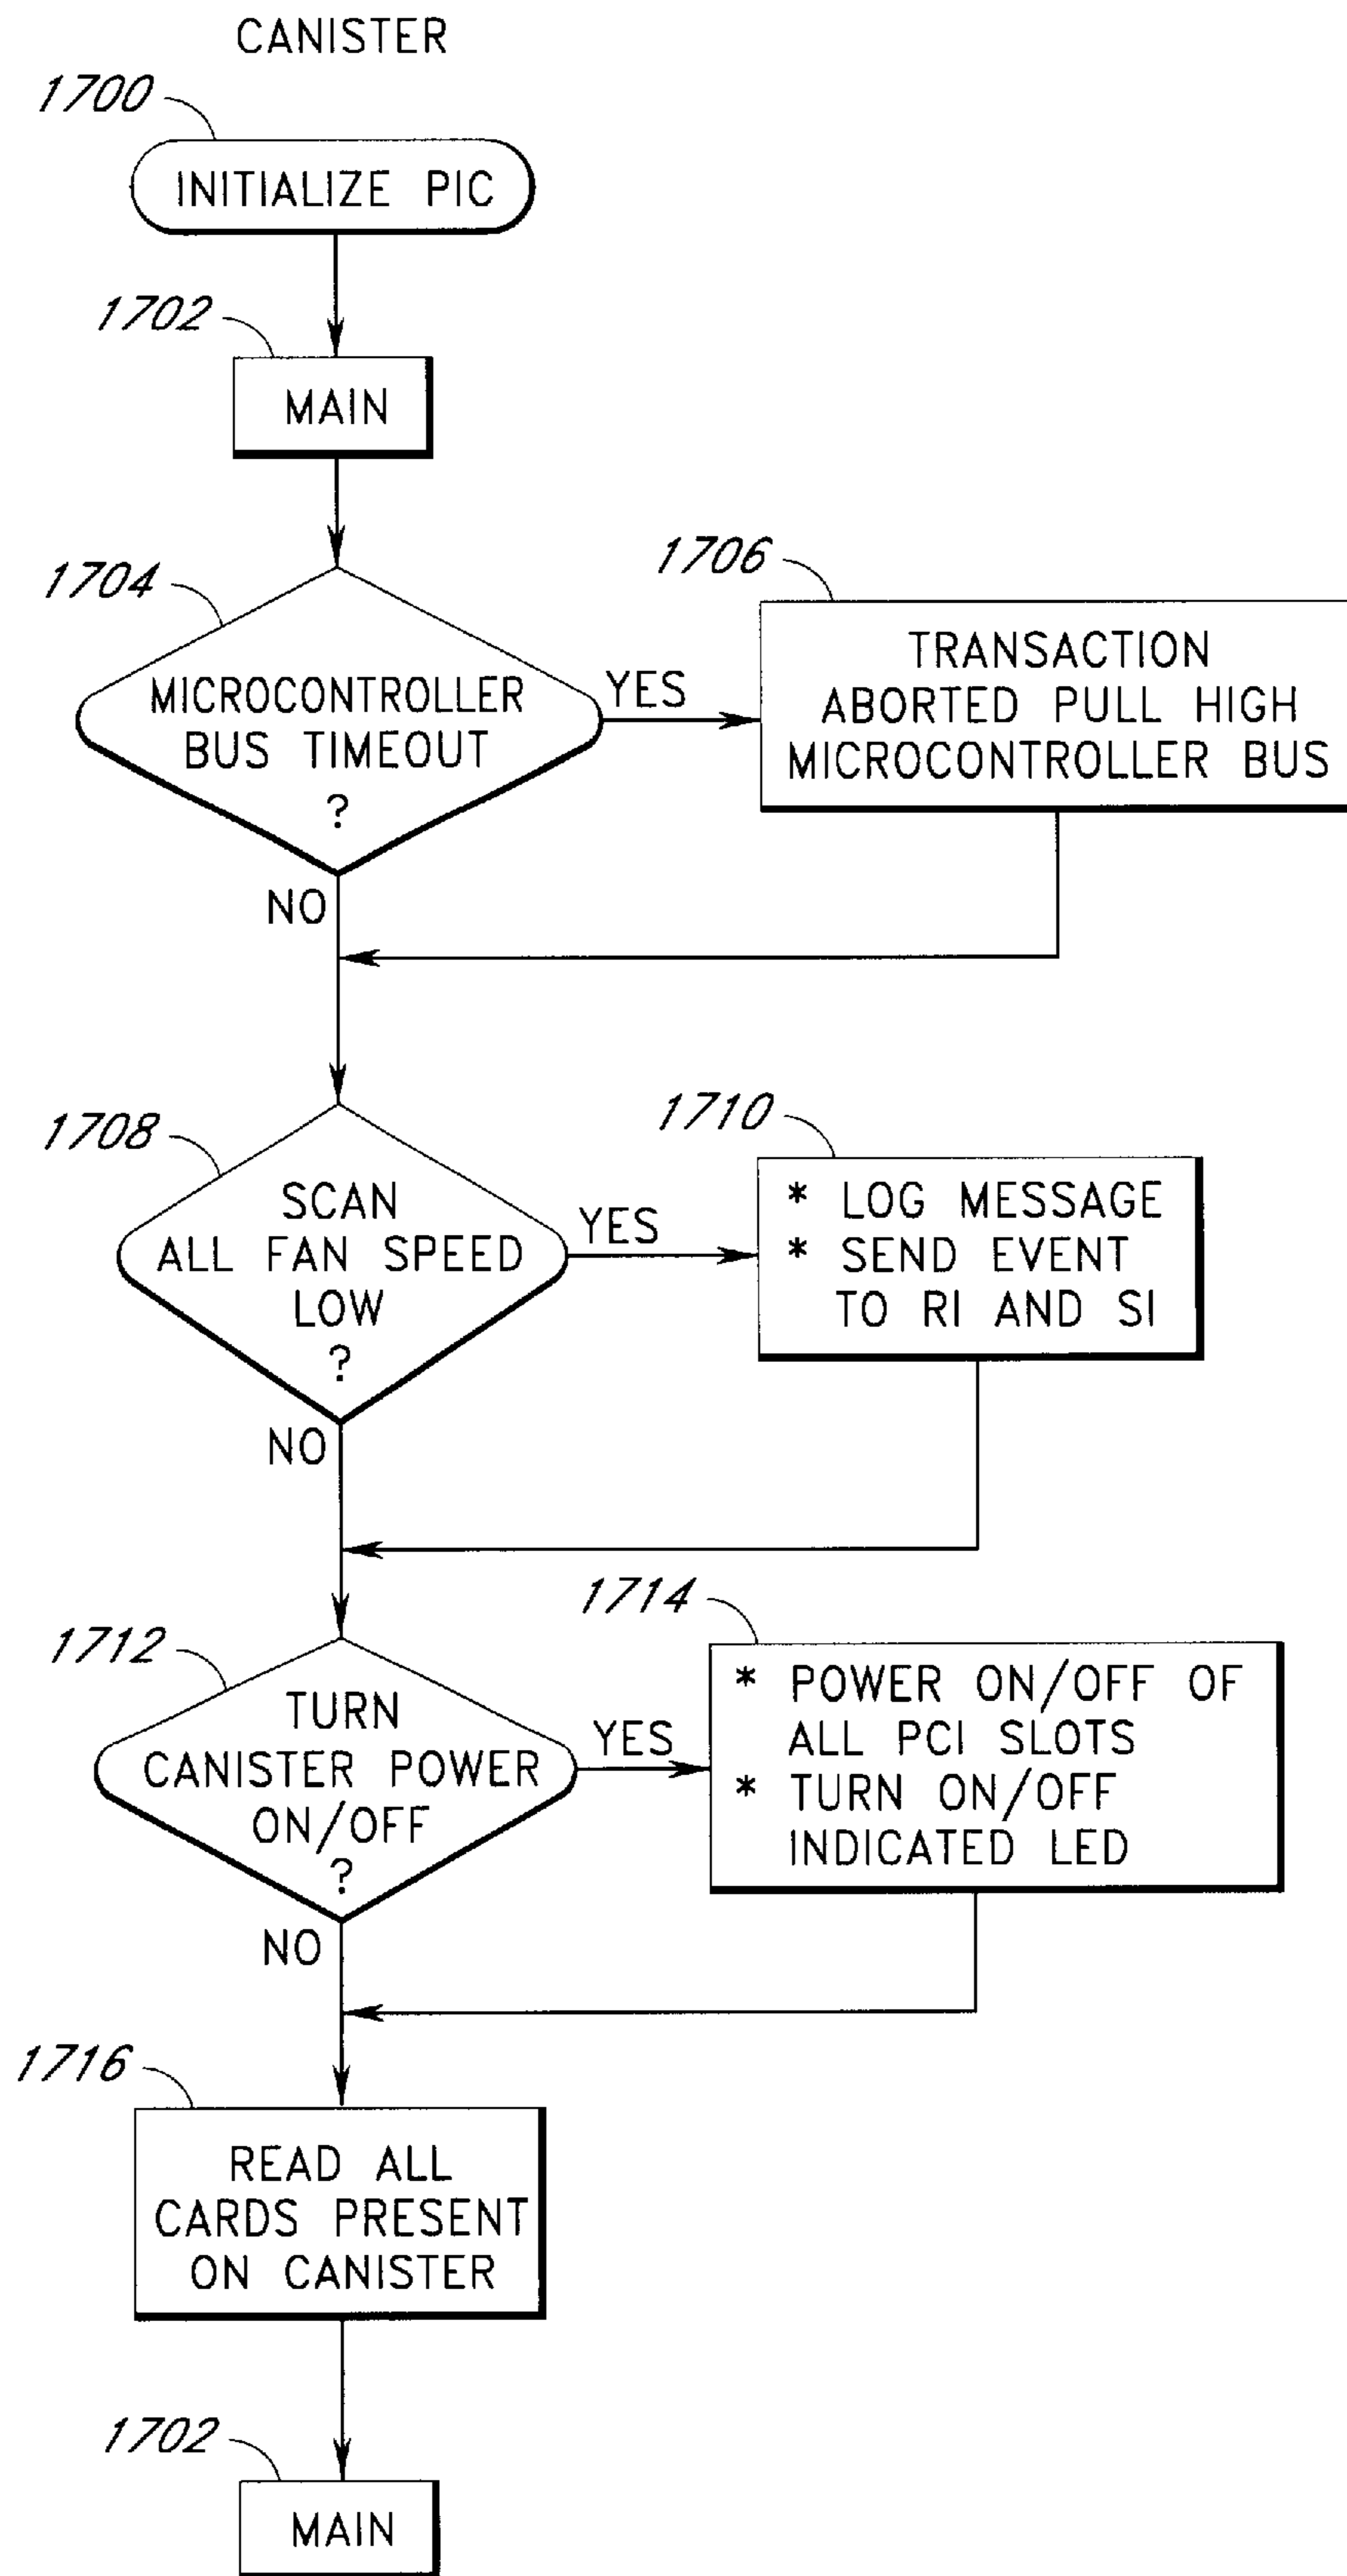 CANISTER
1700
INITIALIZE PIC
1702
MAIN
1704
MICROCONTROLLER
BUS TIMEOUT
?
YES
NO
1706
TRANSACTION
ABORTED PULL HIGH
MICROCONTROLLER BUS
1708
SCAN
ALL FAN SPEED
LOW
?
YES
NO
1710
* LOG MESSAGE
* SEND EVENT
TO RI AND SI
1712
TURN
CANISTER POWER
ON/OFF
?
YES
NO
1714
* POWER ON/OFF OF
ALL PCI SLOTS
* TURN ON/OFF
INDICATED LED
1716
READ ALL
CARDS PRESENT
ON CANISTER
1702
MAIN